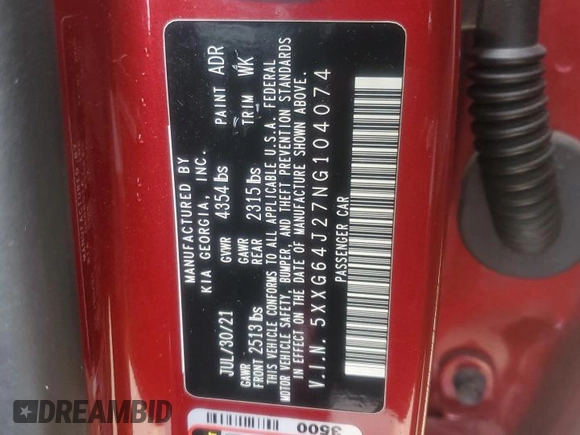 MANUFACTURED BY
KIA GEORGIA, INC.
JUL/30/21 GVWR 4354 lbs PAINT ADR
GAWR FRONT 2513 lbs GAWR REAR 2315 lbs TRIM WK
THIS VEHICLE CONFORMS TO ALL APPLICABLE U.S.A. FEDERAL
MOTOR VEHICLE SAFETY, BUMPER, AND THEFT PREVENTION STANDARDS
IN EFFECT ON THE DATE OF MANUFACTURE SHOWN ABOVE.
V.I.N. 5XXG64J27NG104074
PASSENGER CAR
3500
DREAMBID